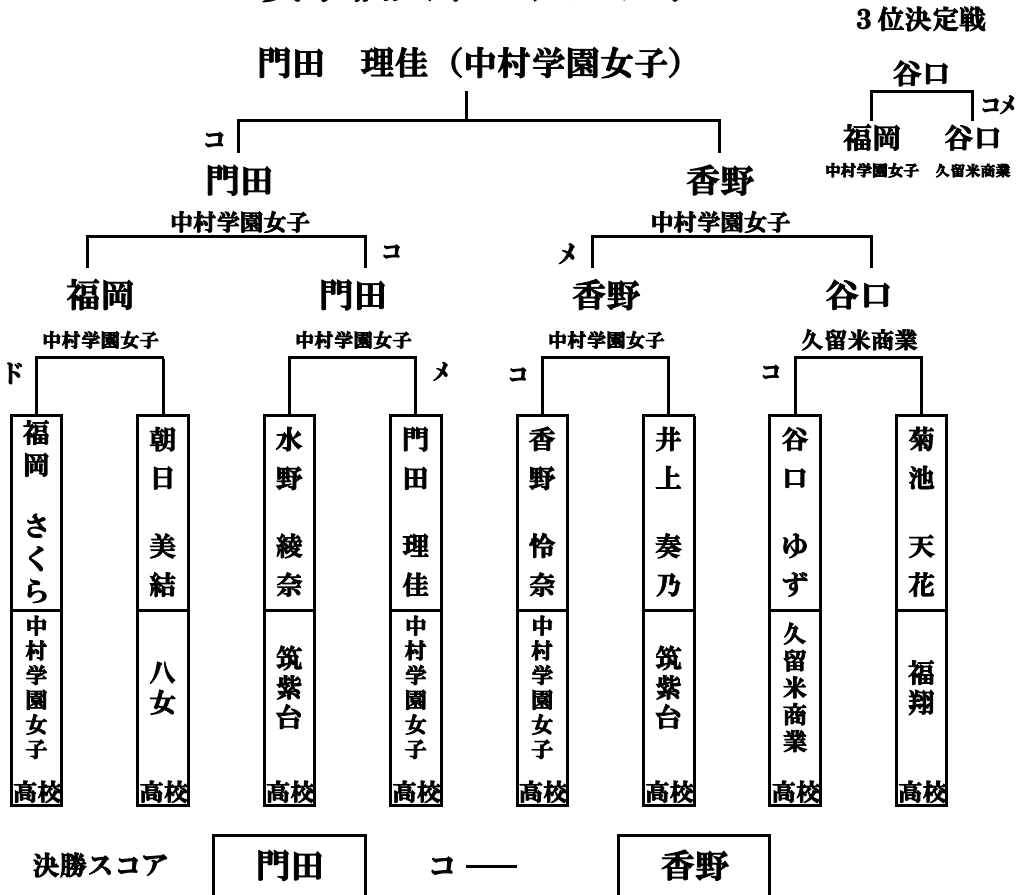 3位決定戦
門田 理佳（中村学園女子）
谷口
コメ
福岡 谷口
中村学園女子 久留米商業
コ
門田 香野
中村学園女子 中村学園女子
コ メ
福岡 門田 香野 谷口
中村学園女子 中村学園女子 中村学園女子 久留米商業
ド メ コ コ
福岡 さくら
中村学園女子
高校
朝日 美結
八女
高校
水野 綾奈
筑紫台
高校
門田 理佳
中村学園女子
高校
香野 怜奈
中村学園女子
高校
井上 奏乃
筑紫台
高校
谷口 ゆず
久留米商業
高校
菊池 天花
福翔
高校
決勝スコア 門田 コ ― 香野